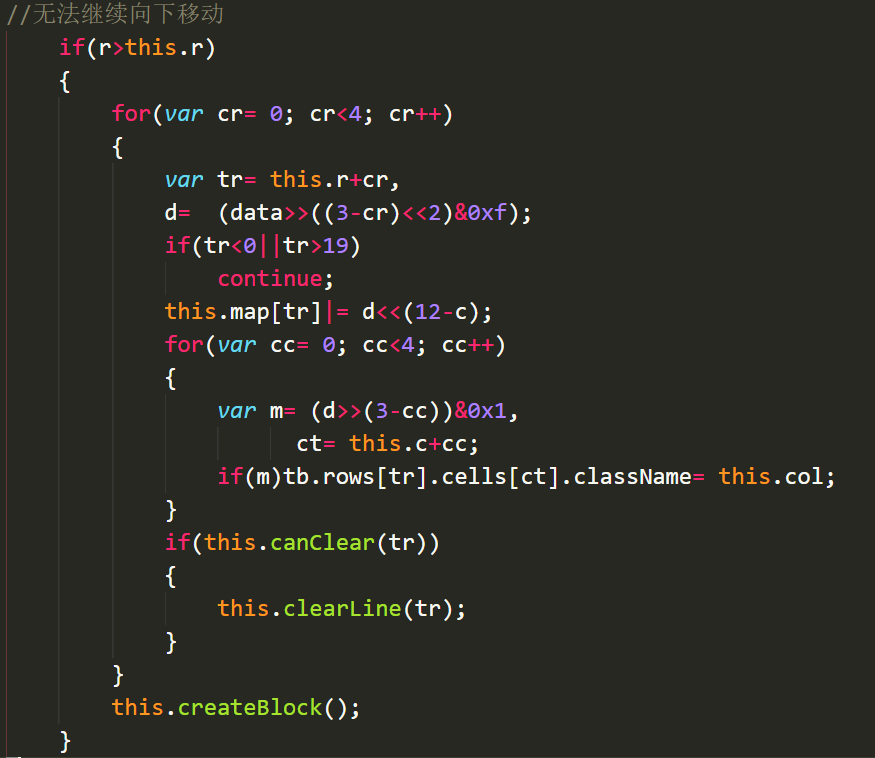 //无法继续向下移动
if(r>this.r)
{
for(var cr= 0; cr<4; cr++)
{
var tr= this.r+cr,
d=  (data>>((3-cr)<<2)&0xf);
if(tr<0||tr>19)
continue;
this.map[tr]|= d<<(12-c);
for(var cc= 0; cc<4; cc++)
{
var m= (d>>(3-cc))&0x1,
ct= this.c+cc;
if(m)tb.rows[tr].cells[ct].className= this.col;
}
if(this.canClear(tr))
{
this.clearLine(tr);
}
}
this.createBlock();
}